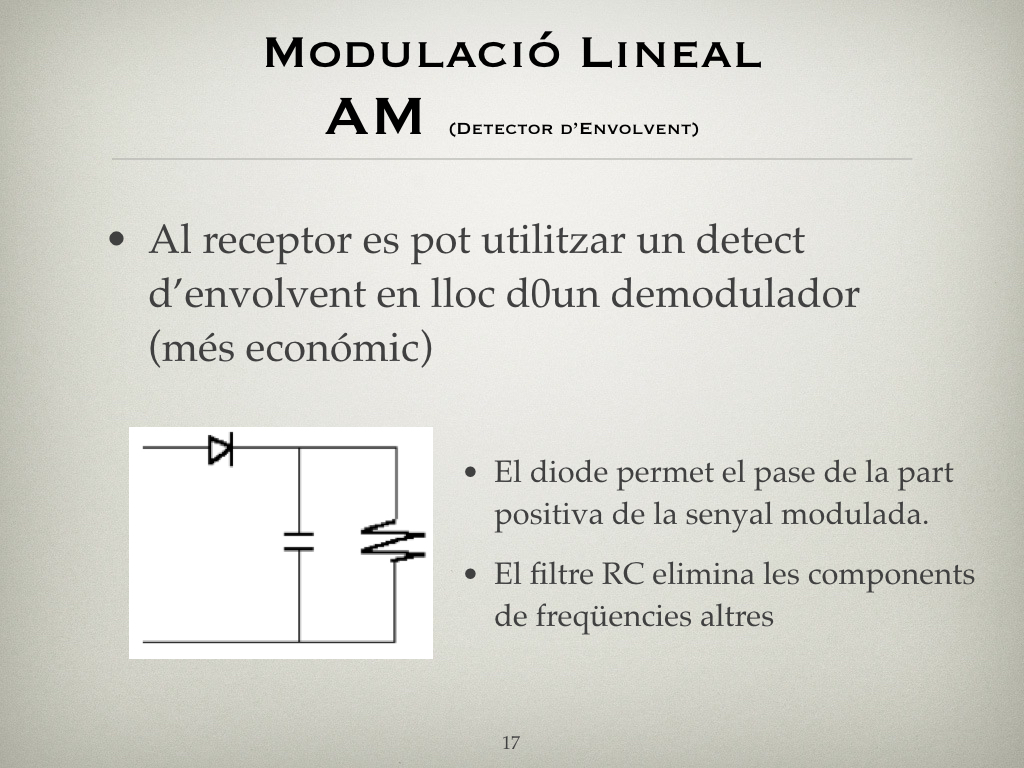 Modulació Lineal
AM (Detector d’Envolvent)
• Al receptor es pot utilitzar un detect
d’envolvent en lloc d0un demodulador
(més económic)
• El diode permet el pase de la part
positiva de la senyal modulada.
• El filtre RC elimina les components
de freqüencies altres
17